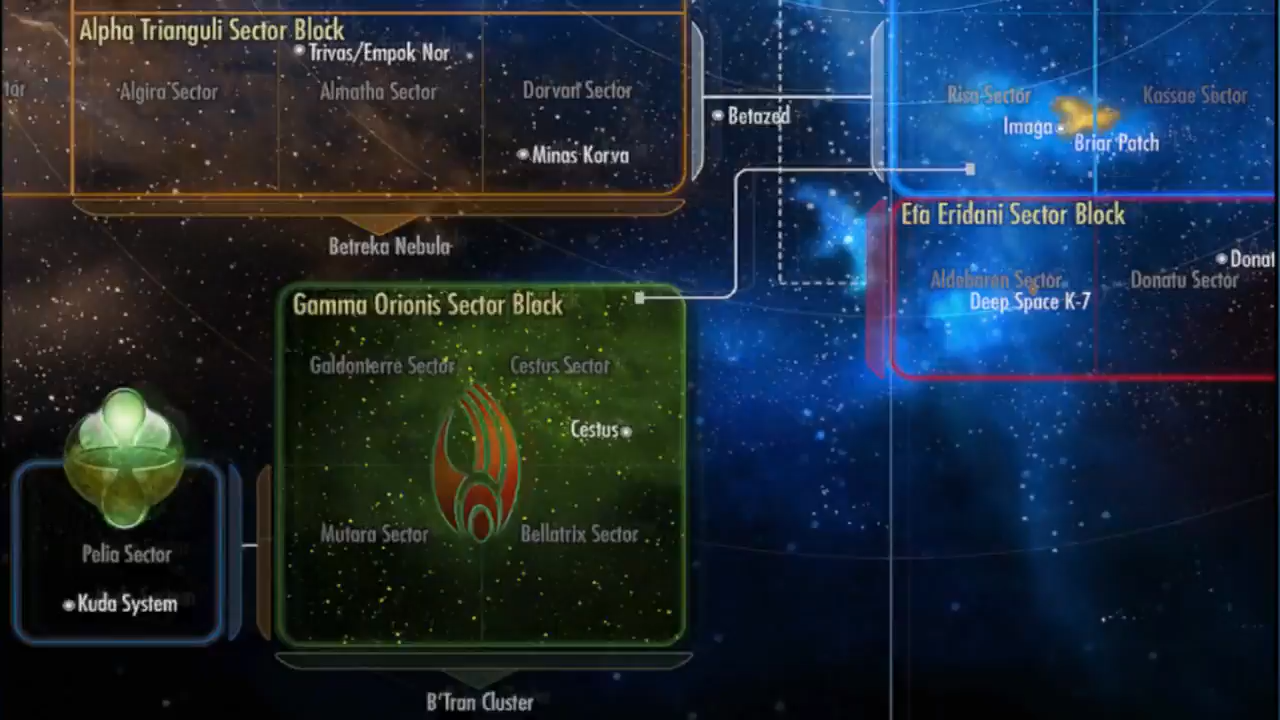 Alpha Trianguli Sector Block
Trivas/Empok Nor
tor
Algira Sector
Almatha Sector
Dorvan Sector
Risa Sector
Kassae Sector
Betazed
Imaga
Briar Patch
Minas Korva
Eta Eridani Sector Block
Betreka Nebula
Donat
Aldebaran Sector
Donatu Sector
Deep Space K-7
Gamma Orionis Sector Block
Galdonterre Sector
Cestus Sector
Cestus
Mutara Sector
Bellatrix Sector
Pelia Sector
Kuda System
B'Tran Cluster